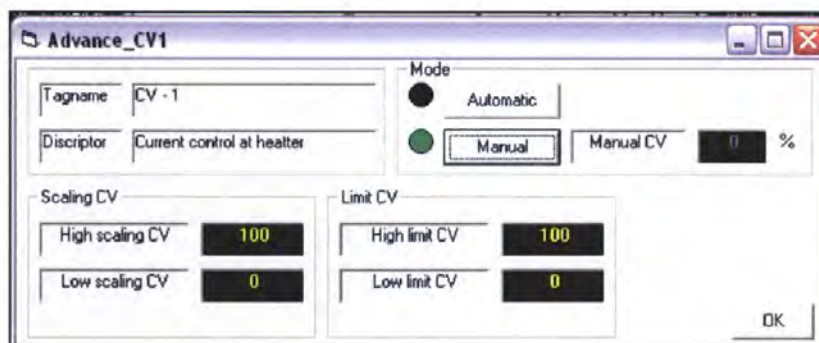 Advance_CV1
Mode
Tagname CV - 1
Automatic
Discriptor Current control at heatter
Manual Manual CV 0 %
Scaling CV Limit CV
High scaling CV 100 High limit CV 100
Low scaling CV 0 Low limit CV 0
OK